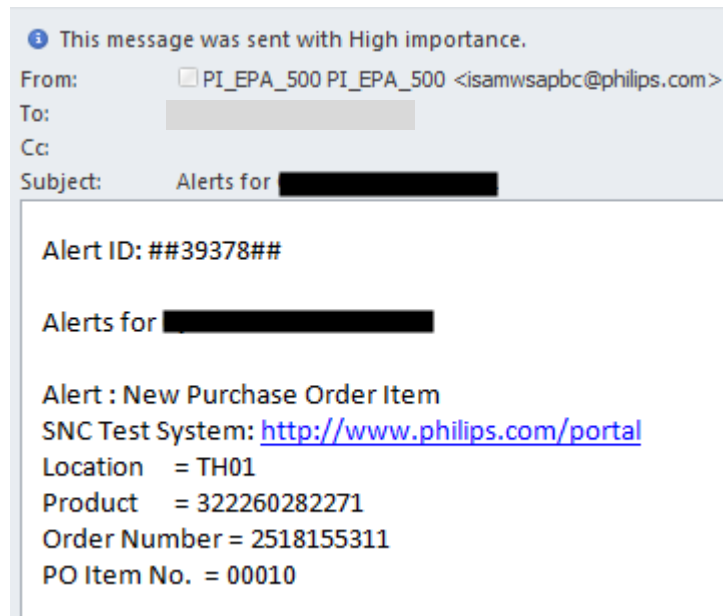 This message was sent with High importance.
From: PI_EPA_500 PI_EPA_500 <isamwsapbc@philips.com>
To:
Cc:
Subject: Alerts for
Alert ID: ##39378##
Alerts for
Alert : New Purchase Order Item
SNC Test System: http://www.philips.com/portal
Location = TH01
Product = 322260282271
Order Number = 2518155311
PO Item No. = 00010